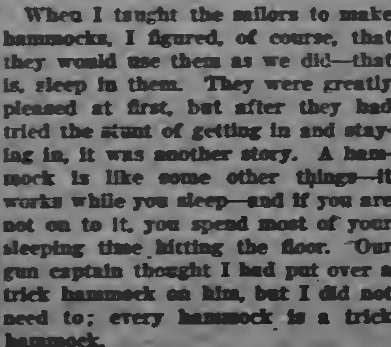 When I taught the sailors to make
hammocks, I figured, of course, that
they would use them as we did—that
is, sleep in them. They were greatly
pleased at first, but after they had
tried the stunt of getting in and stay-
ing in, it was another story. A ham-
mock is like some other things—it
works while you sleep—and if you are
not on to it, you spend most of your
sleeping time hitting the floor. Our
gun captain thought I had put over a
trick hammock on him, but I did not
need to; every hammock is a trick
hammock.